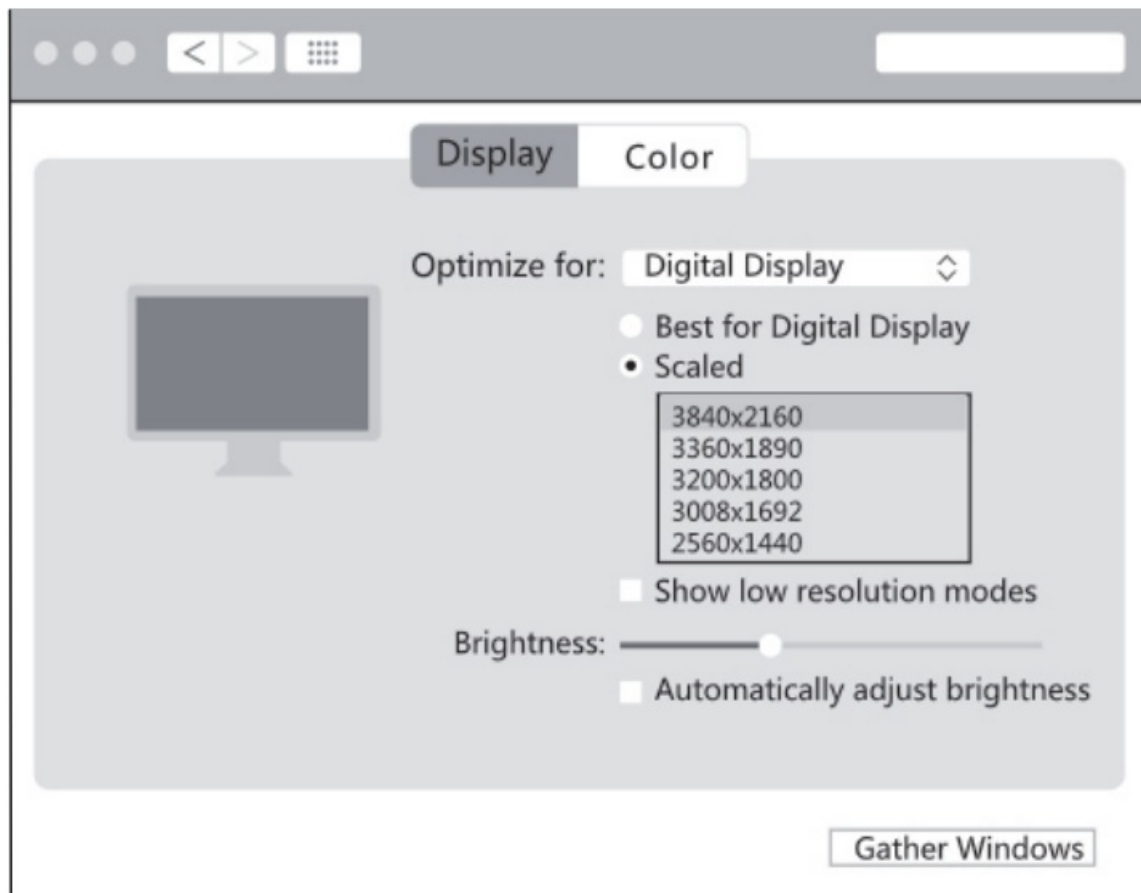 Display
Color
Optimize for: Digital Display
Best for Digital Display
Scaled
3840x2160
3360x1890
3200x1800
3008x1692
2560x1440
Show low resolution modes
Brightness:
Automatically adjust brightness
Gather Windows